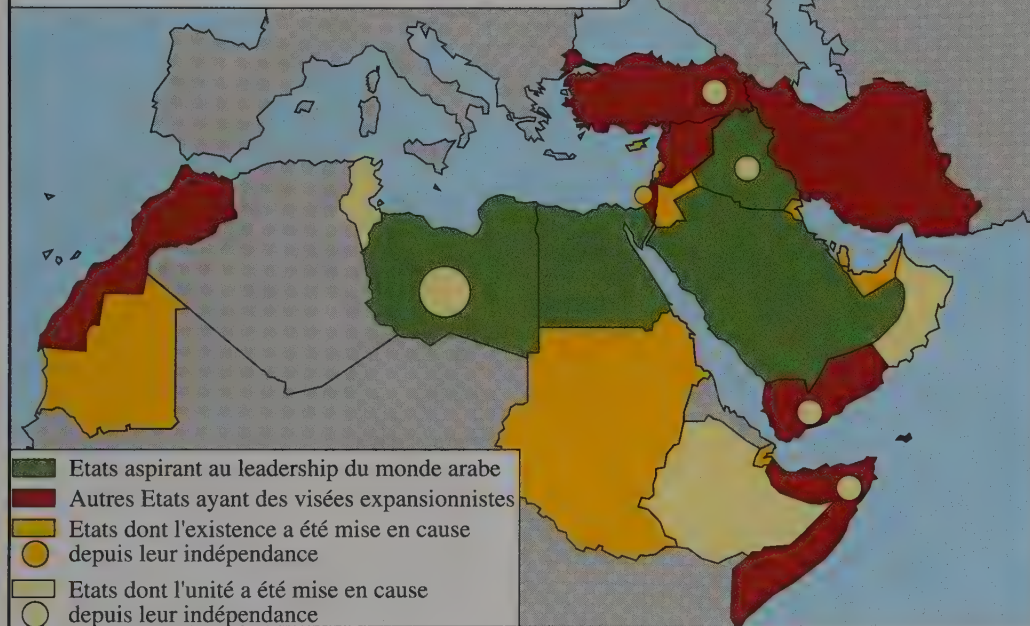 Etats aspirant au leadership du monde arabe
Autres Etats ayant des visées expansionnistes
Etats dont l'existence a été mise en cause
depuis leur indépendance
Etats dont l'unité a été mise en cause
depuis leur indépendance